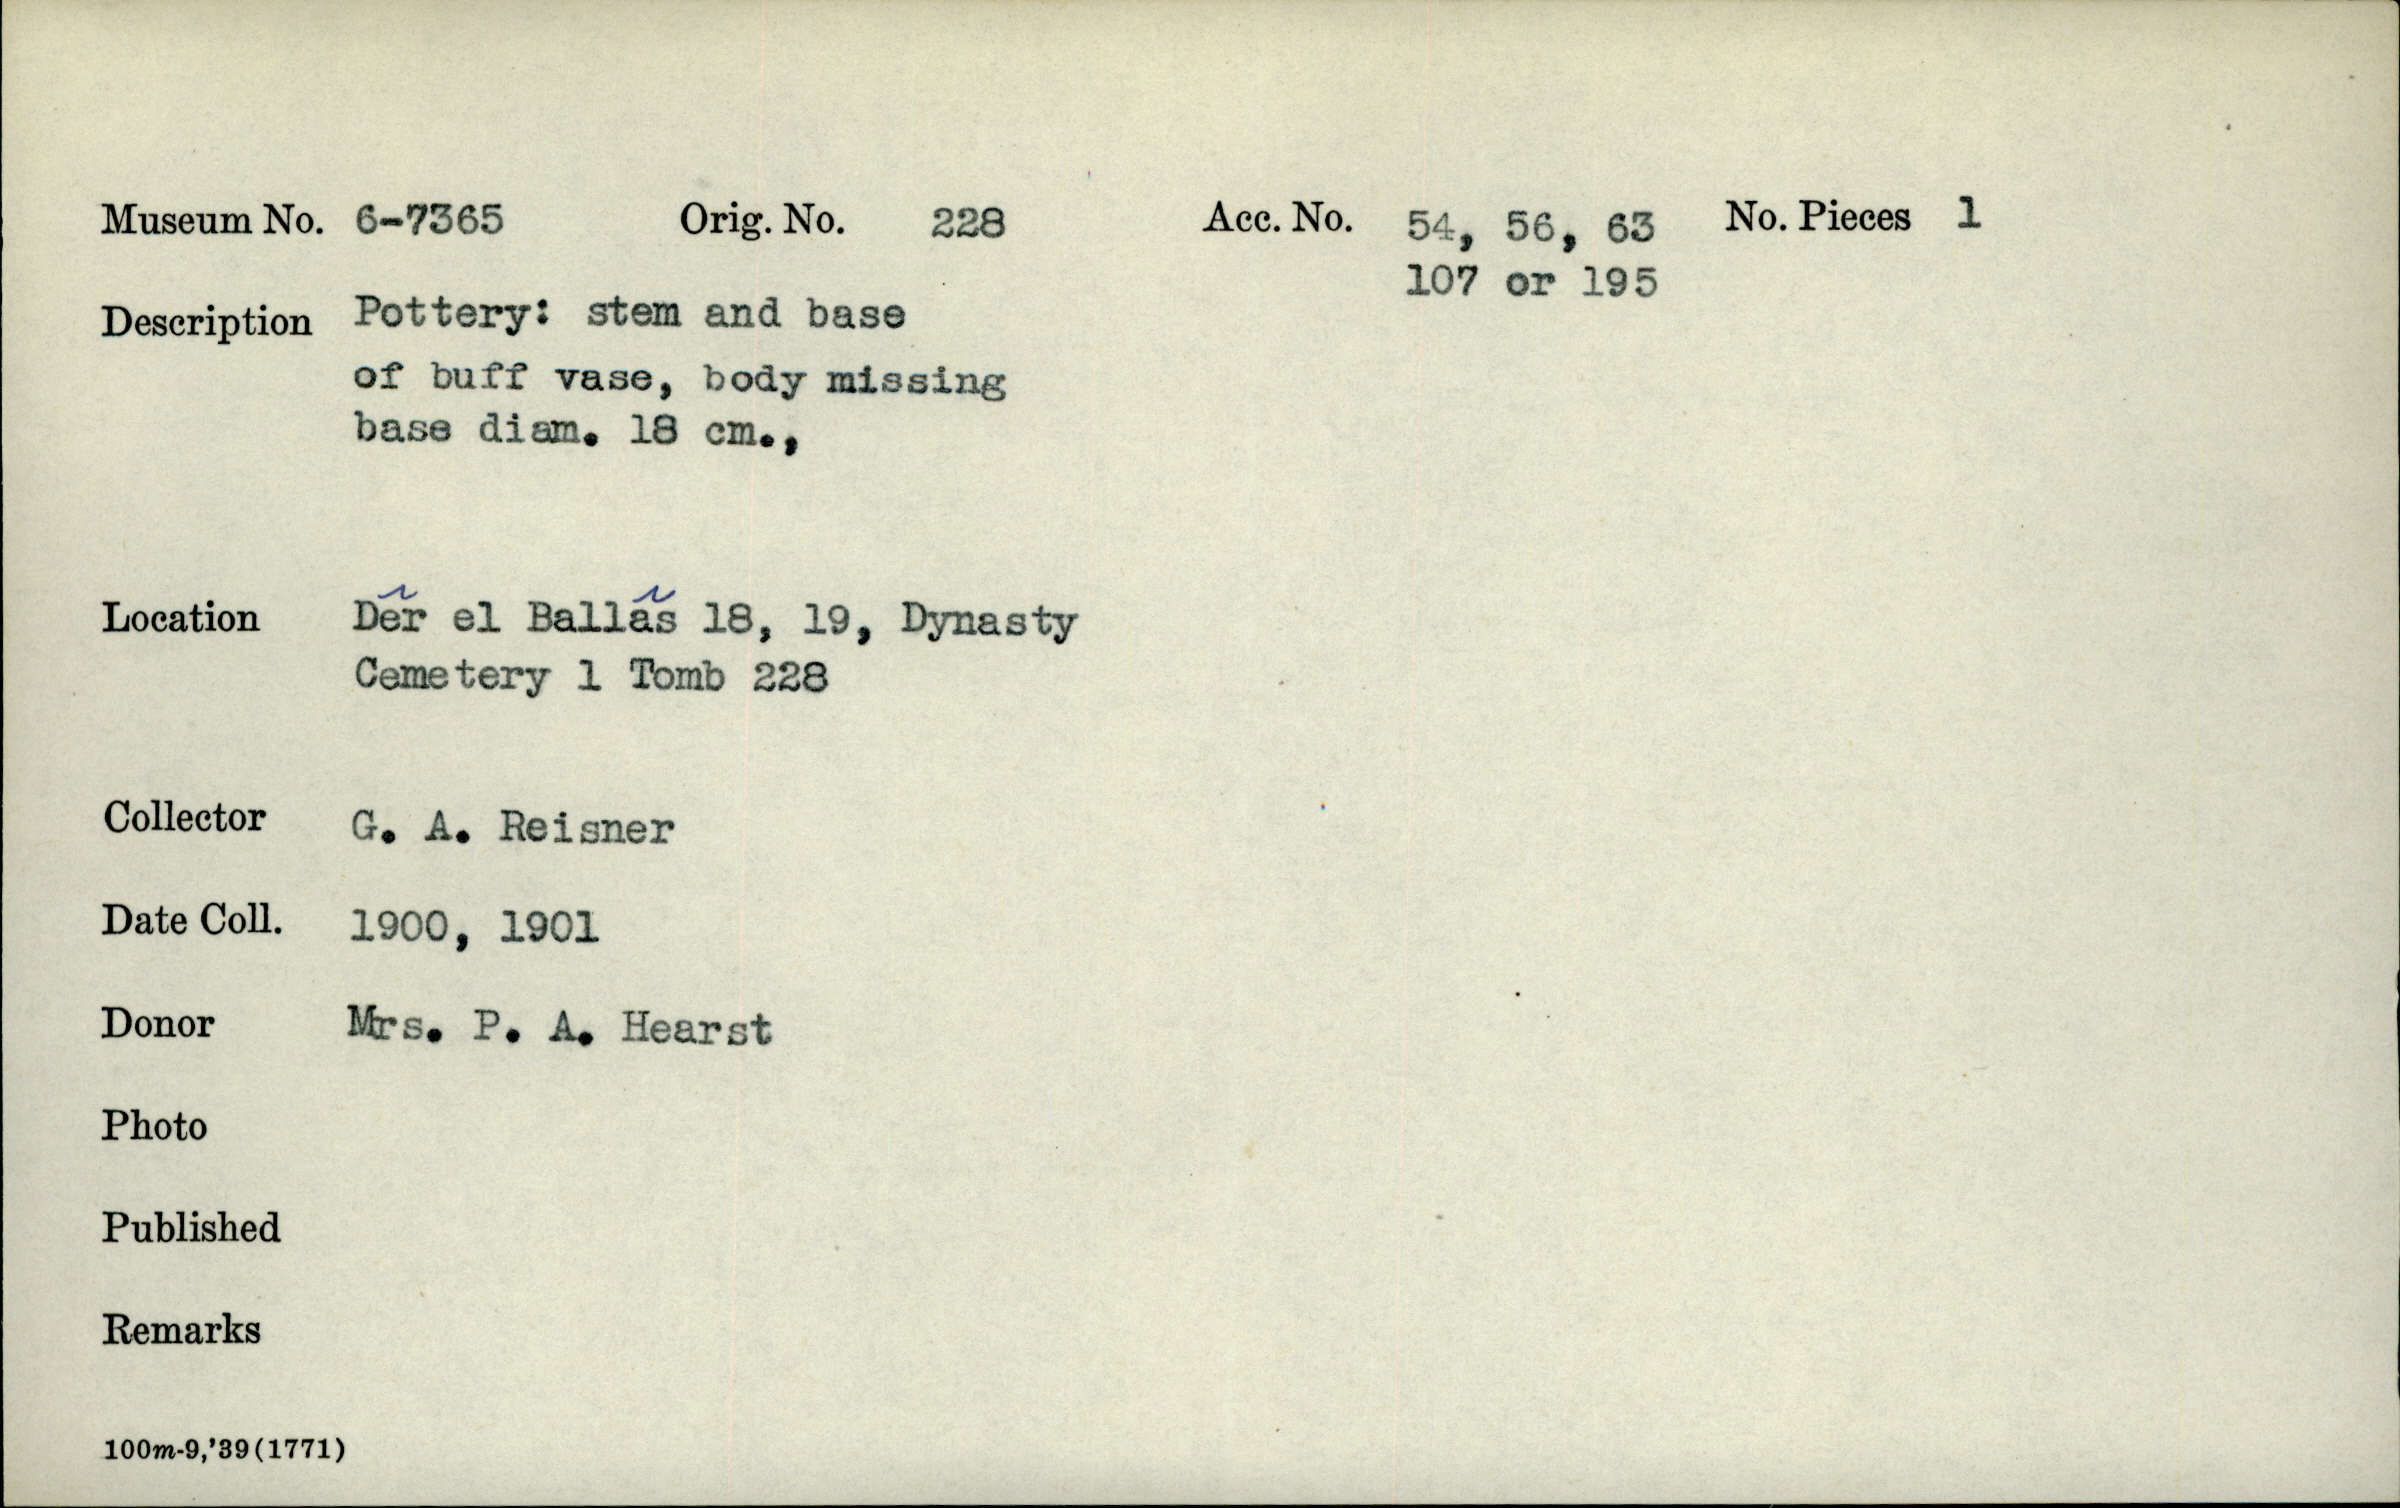 Museum No. 6-7365 Orig. No. 228 Acc. No. 54, 56, 63 No. Pieces 1
107 or 195
Description Pottery: stem and base
of buff vase, body missing
base diam. 18 cm.,
Location Dẽr el Ballãs 18, 19, Dynasty
Cemetery 1 Tomb 228
Collector G. A. Reisner
Date Coll. 1900, 1901
Donor Mrs. P. A. Hearst
Photo
Published
Remarks
100m-9,'39(1771)